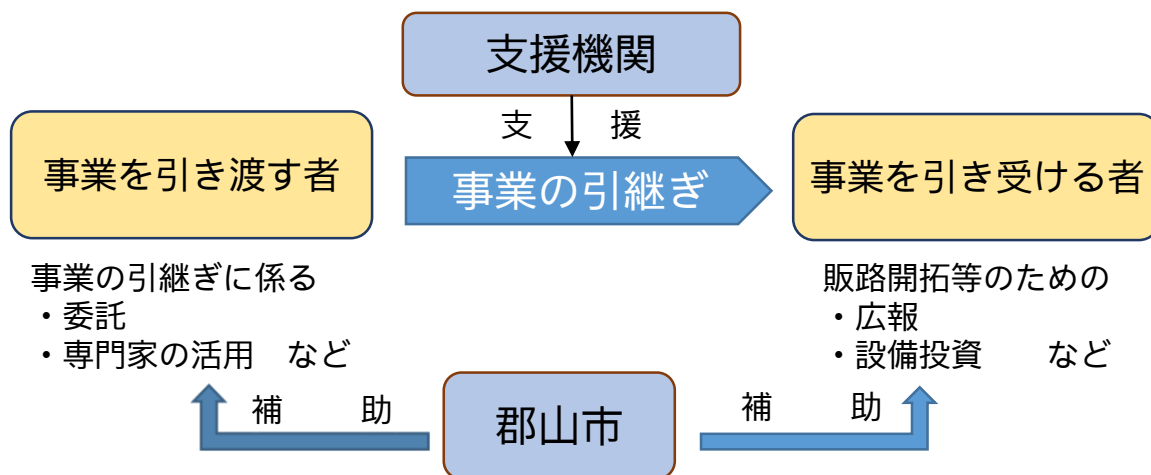 支援機関
支　援
事業を引き渡す者
事業の引継ぎ
事業を引き受ける者
事業の引継ぎに係る
・委託
・専門家の活用　など
販路開拓等のための
・広報
・設備投資　　など
補　助
郡山市
補　助